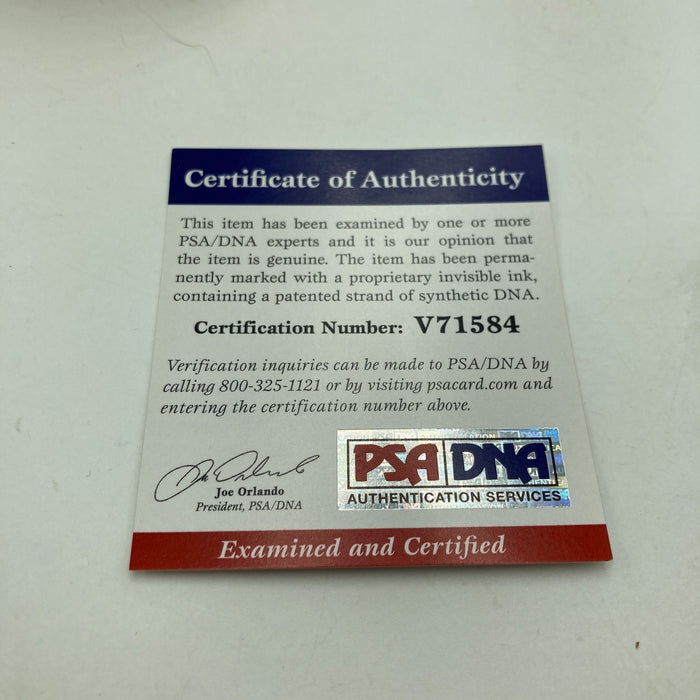 Certificate of Authenticity
This item has been examined by one or more
PSA/DNA experts and it is our opinion that
the item is genuine. The item has been perma-
nently marked with a proprietary invisible ink,
containing a patented strand of synthetic DNA.
Certification Number: V71584
Verification inquiries can be made to PSA/DNA by
calling 800-325-1121 or by visiting psacard.com and
entering the certification number above.
Joe Orlando
President, PSA/DNA
PSA DNA
AUTHENTICATION SERVICES
Examined and Certified